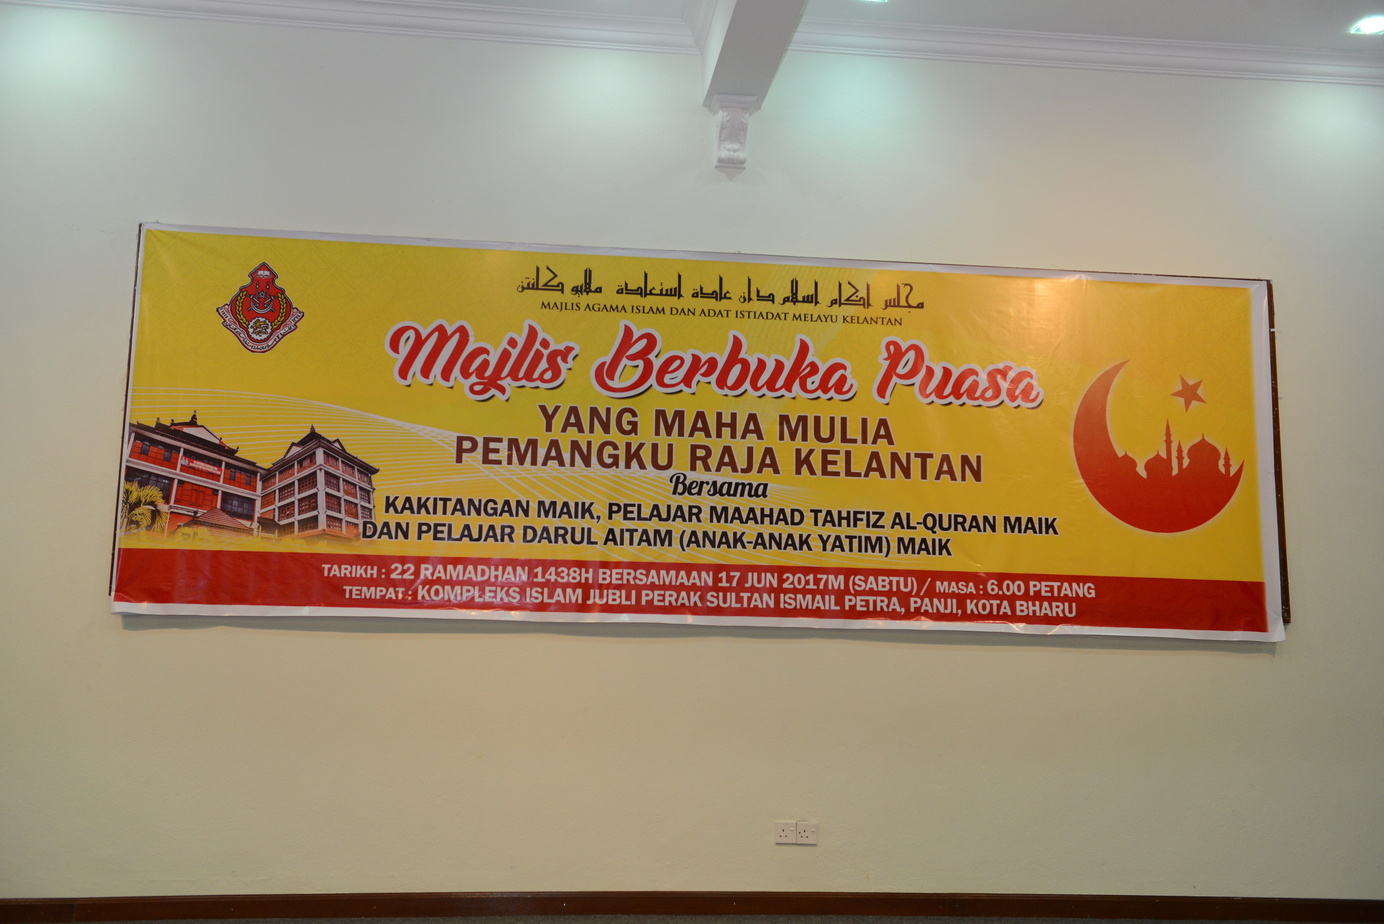 مجلس اݢام اسلام دان عادة استعادة ملايو كلنتن
MAJLIS AGAMA ISLAM DAN ADAT ISTIADAT MELAYU KELANTAN
Majlis Berbuka Puasa
YANG MAHA MULIA
PEMANGKU RAJA KELANTAN
Bersama
KAKITANGAN MAIK, PELAJAR MAAHAD TAHFIZ AL-QURAN MAIK
DAN PELAJAR DARUL AITAM (ANAK-ANAK YATIM) MAIK
TARIKH : 22 RAMADHAN 1438H BERSAMAAN 17 JUN 2017M (SABTU) / MASA : 6.00 PETANG
TEMPAT : KOMPLEKS ISLAM JUBLI PERAK SULTAN ISMAIL PETRA, PANJI, KOTA BHARU